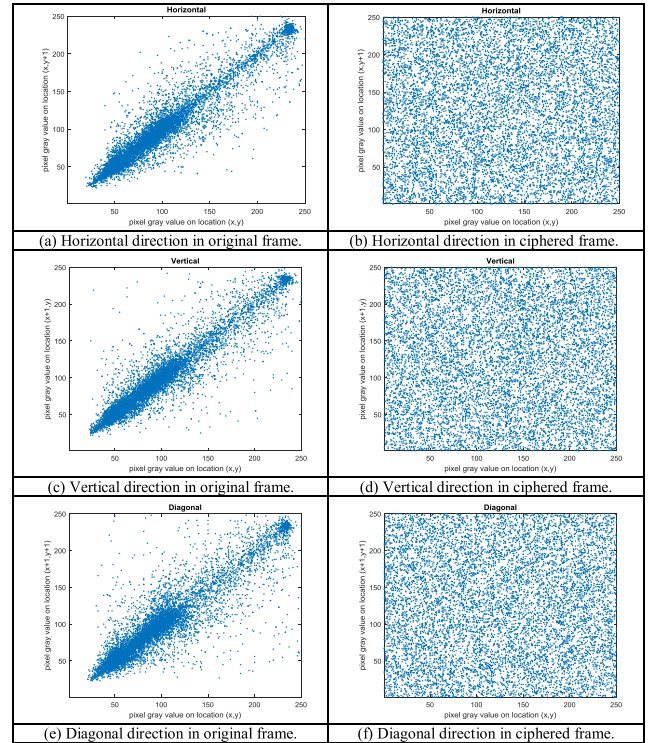 Horizontal
250
200
150
100
50
pixel gray value on location (x,y+1)
50 100 150 200 250
pixel gray value on location (x,y)
(a) Horizontal direction in original frame.
Horizontal
250
200
150
100
50
pixel gray value on location (x,y+1)
50 100 150 200 250
pixel gray value on location (x,y)
(b) Horizontal direction in ciphered frame.
Vertical
250
200
150
100
50
pixel gray value on location (x+1,y)
50 100 150 200 250
pixel gray value on location (x,y)
(c) Vertical direction in original frame.
Vertical
250
200
150
100
50
pixel gray value on location (x+1,y)
50 100 150 200 250
pixel gray value on location (x,y)
(d) Vertical direction in ciphered frame.
Diagonal
250
200
150
100
50
pixel gray value on location (x+1,y+1)
50 100 150 200 250
pixel gray value on location (x,y)
(e) Diagonal direction in original frame.
Diagonal
250
200
150
100
50
pixel gray value on location (x+1,y+1)
50 100 150 200 250
pixel gray value on location (x,y)
(f) Diagonal direction in ciphered frame.